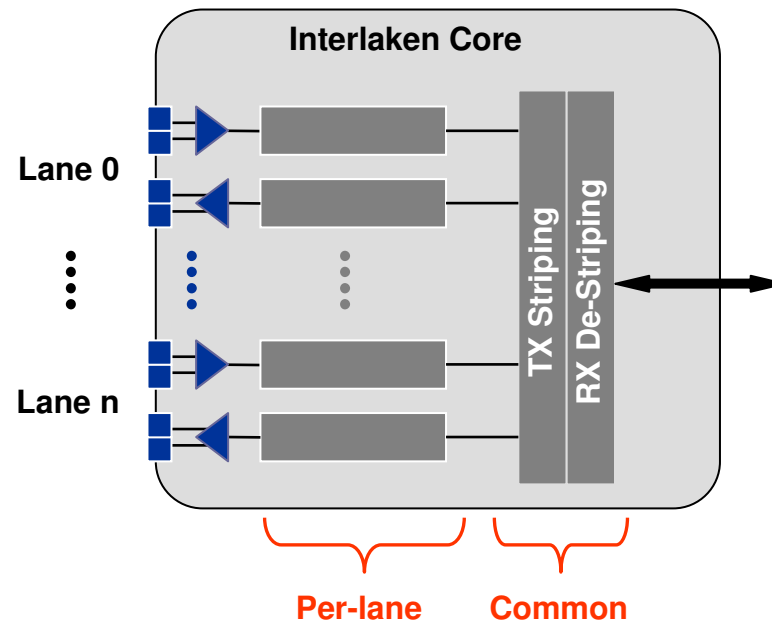 Interlaken Core
Lane 0
TX Striping
RX De-Striping
Lane n
Per-lane
Common